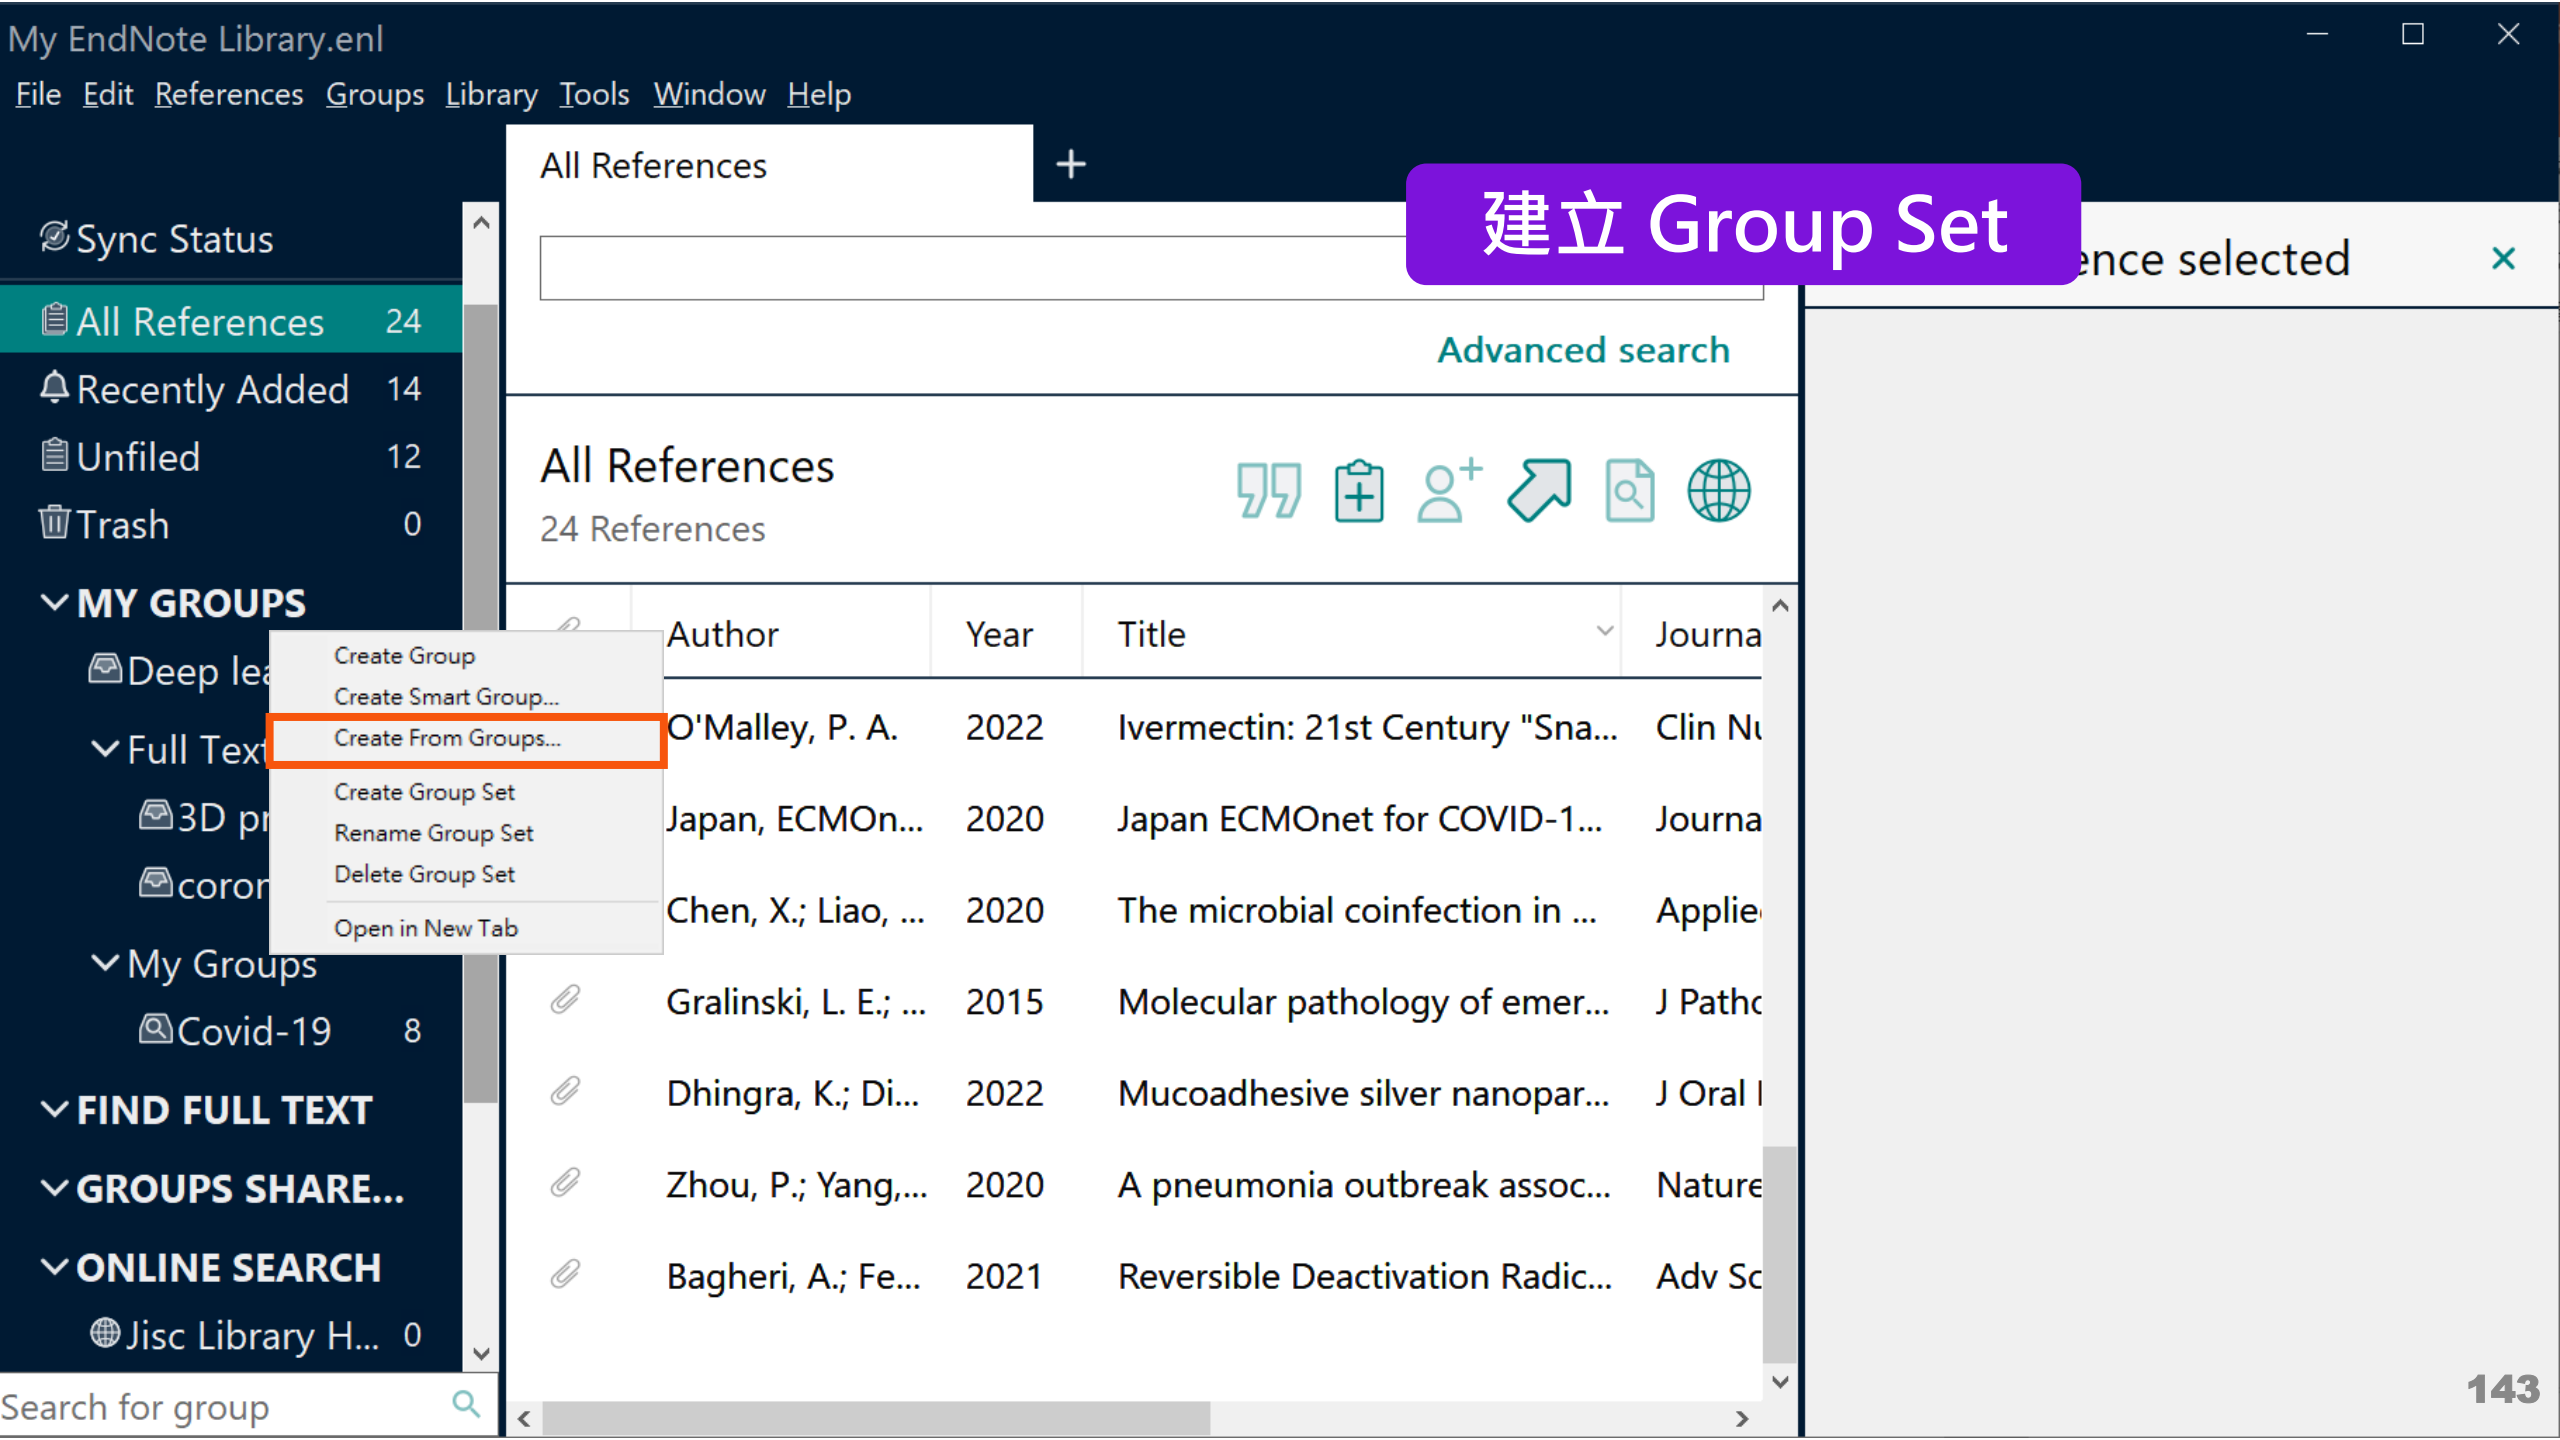 My EndNote Library.enl
File Edit References Groups Library Tools Window Help
All References
建立 Group Set
ence selected
Sync Status
All References 24
Recently Added 14
Unfiled 12
Trash 0
MY GROUPS
Deep lea
Full Text
3D pr
coron
My Groups
Covid-19 8
FIND FULL TEXT
GROUPS SHARE...
ONLINE SEARCH
Jisc Library H... 0
Search for group
Create Group
Create Smart Group...
Create From Groups...
Create Group Set
Rename Group Set
Delete Group Set
Open in New Tab
Advanced search
All References
24 References
Author Year Title Journa
O'Malley, P. A. 2022 Ivermectin: 21st Century "Sna... Clin Nu
Japan, ECMOn... 2020 Japan ECMOnet for COVID-1... Journa
Chen, X.; Liao, ... 2020 The microbial coinfection in ... Applie
Gralinski, L. E.; ... 2015 Molecular pathology of emer... J Patho
Dhingra, K.; Di... 2022 Mucoadhesive silver nanopar... J Oral
Zhou, P.; Yang,... 2020 A pneumonia outbreak assoc... Nature
Bagheri, A.; Fe... 2021 Reversible Deactivation Radic... Adv Sc
143